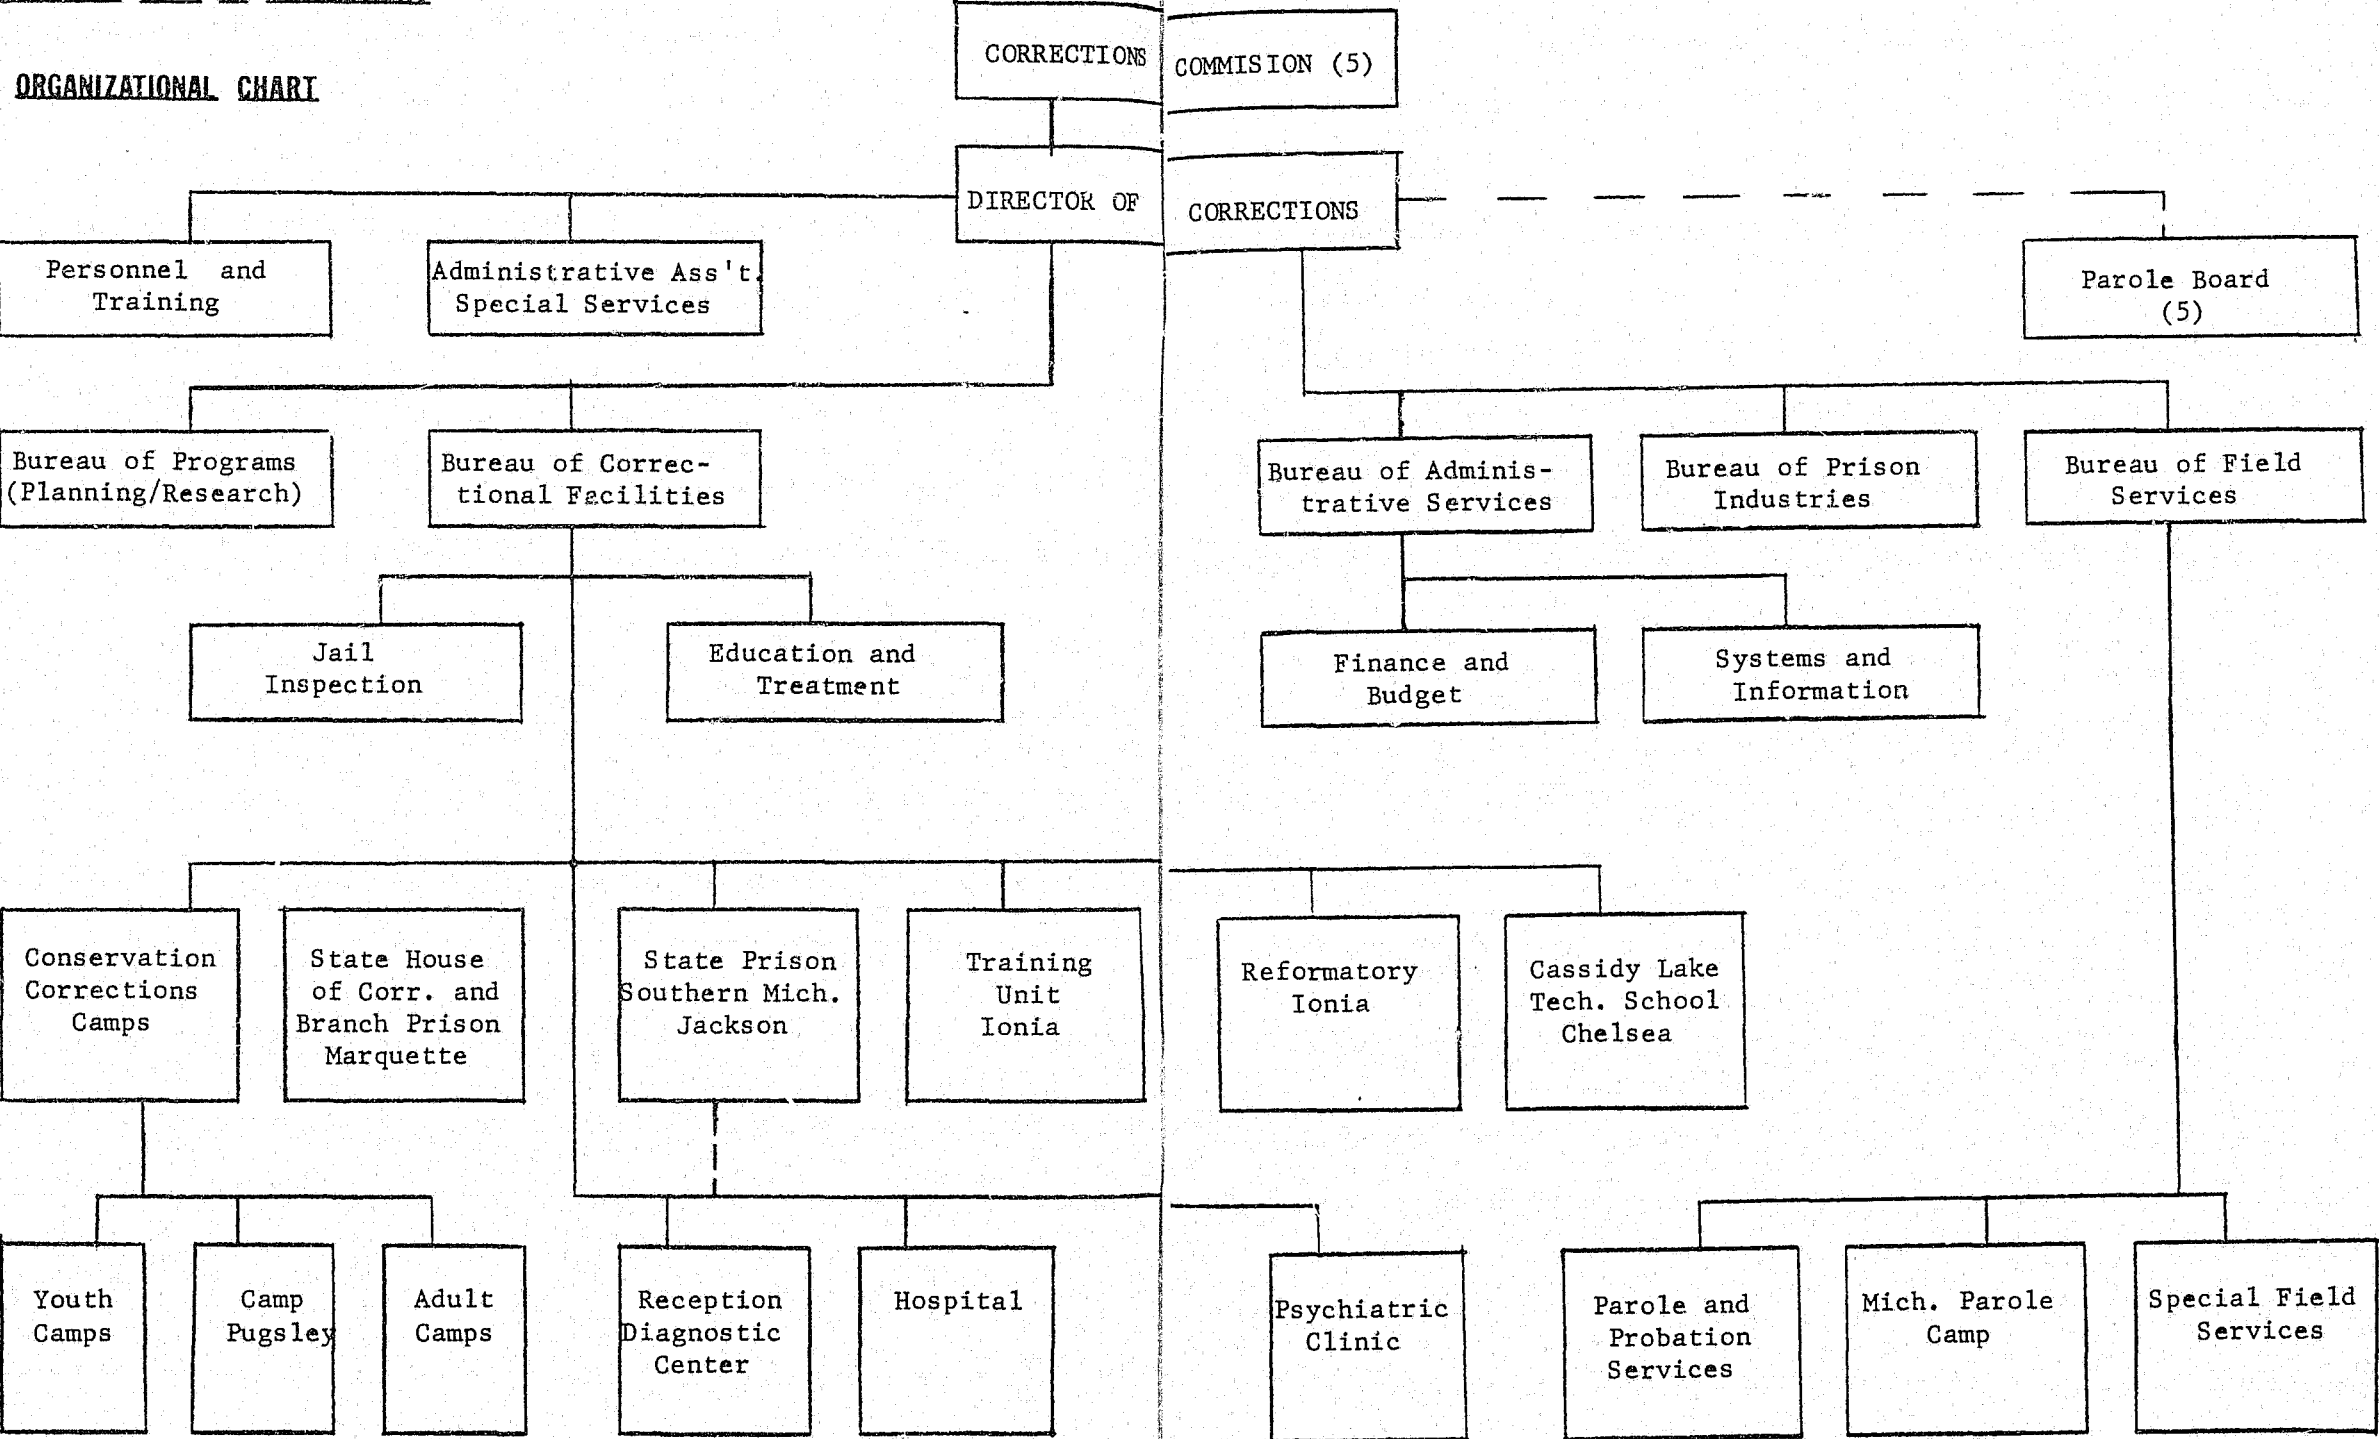 ORGANIZATIONAL CHART
CORRECTIONS COMMISION (5)
DIRECTOR OF CORRECTIONS
Personnel and
Training
Administrative Ass't.
Special Services
Parole Board
(5)
Bureau of Programs
(Planning/Research)
Bureau of Correc-
tional Facilities
Bureau of Adminis-
trative Services
Bureau of Prison
Industries
Bureau of Field
Services
Jail
Inspection
Education and
Treatment
Finance and
Budget
Systems and
Information
Conservation
Corrections
Camps
State House
of Corr. and
Branch Prison
Marquette
State Prison
Southern Mich.
Jackson
Training
Unit
Ionia
Reformatory
Ionia
Cassidy Lake
Tech. School
Chelsea
Youth
Camps
Camp
Pugsley
Adult
Camps
Reception
Diagnostic
Center
Hospital
Psychiatric
Clinic
Parole and
Probation
Services
Mich. Parole
Camp
Special Field
Services